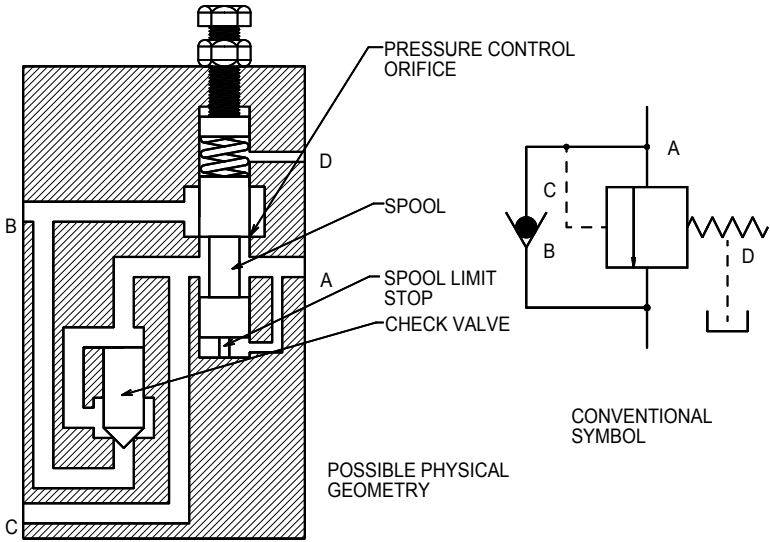 PRESSURE CONTROL
ORIFICE
D
SPOOL
B
A
SPOOL LIMIT
STOP
CHECK VALVE
POSSIBLE PHYSICAL
GEOMETRY
C
A
C
B
D
CONVENTIONAL
SYMBOL